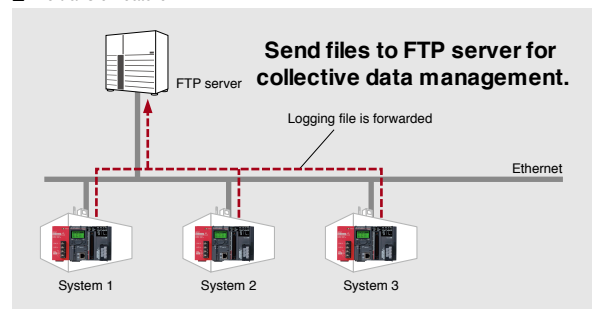 Send files to FTP server for
collective data management.
FTP server
Logging file is forwarded
Ethernet
System 1
System 2
System 3